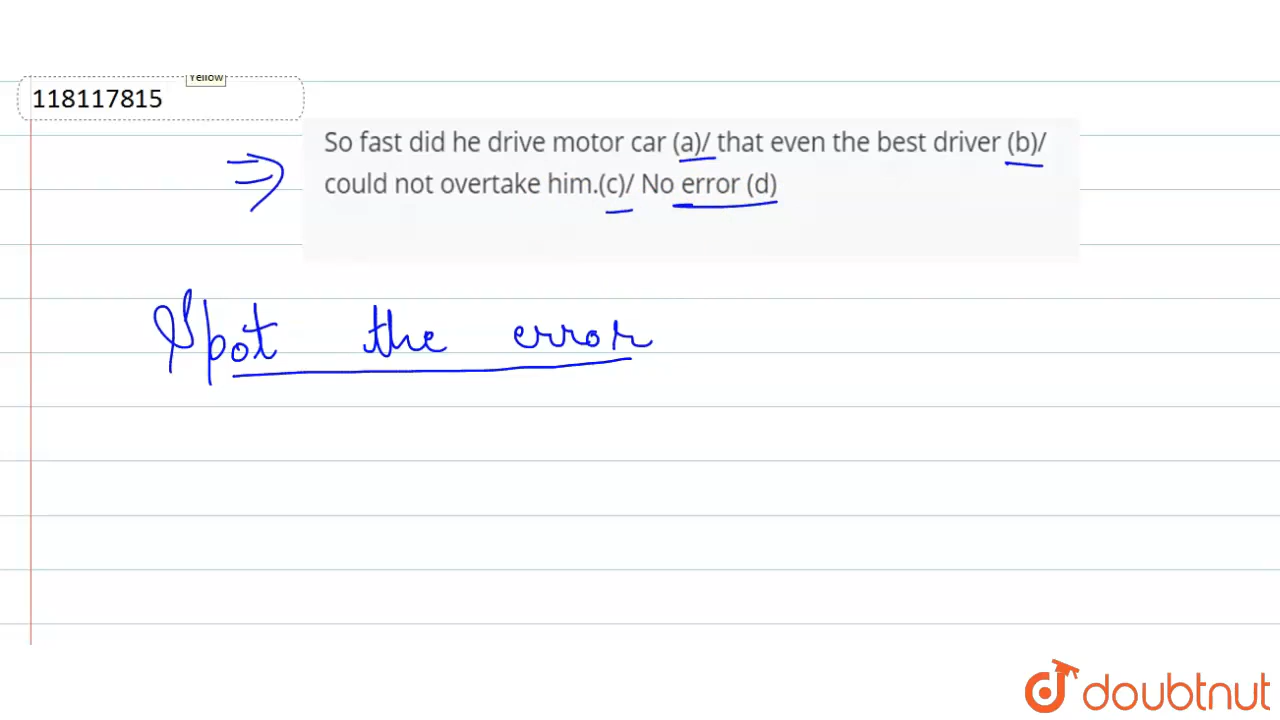 Yellow
118117815
So fast did he drive motor car (a)/ that even the best driver (b)/
could not overtake him.(c)/ No error (d)
Spot the error
doubtnut